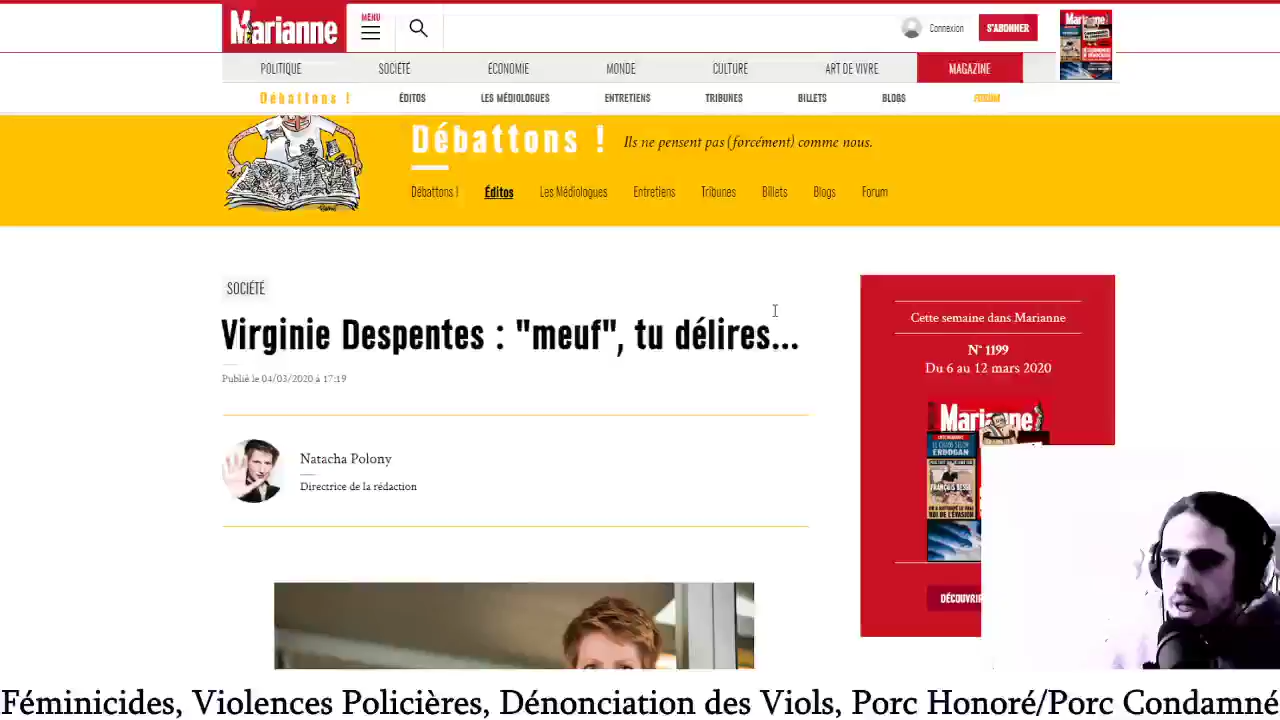 Marianne
MENU
Connexion
S'ABONNER
POLITIQUE
SOCIÉTÉ
ECONOMIE
MONDE
CULTURE
ART DE VIVRE
MAGAZINE
Débattons !
ÉDITOS
LES MÉDIOLOGUES
ENTRETIENS
TRIBUNES
BILLETS
BLOGS
FORUM
Débattons !
Ils ne pensent pas (forcément) comme nous.
Débattons !
Éditos
Les Médiologues
Entretiens
Tribunes
Billets
Blogs
Forum
SOCIÉTÉ
Virginie Despentes : "meuf", tu délires...
Publié le 04/03/2020 à 17:19
Natacha Polony
Directrice de la rédaction
Cette semaine dans Marianne
N° 1199
Du 6 au 12 mars 2020
Marianne
ERDOGAN
DÉCOUVRIR
Féminicides, Violences Policières, Dénonciation des Viols, Porc Honoré/Porc Condamné